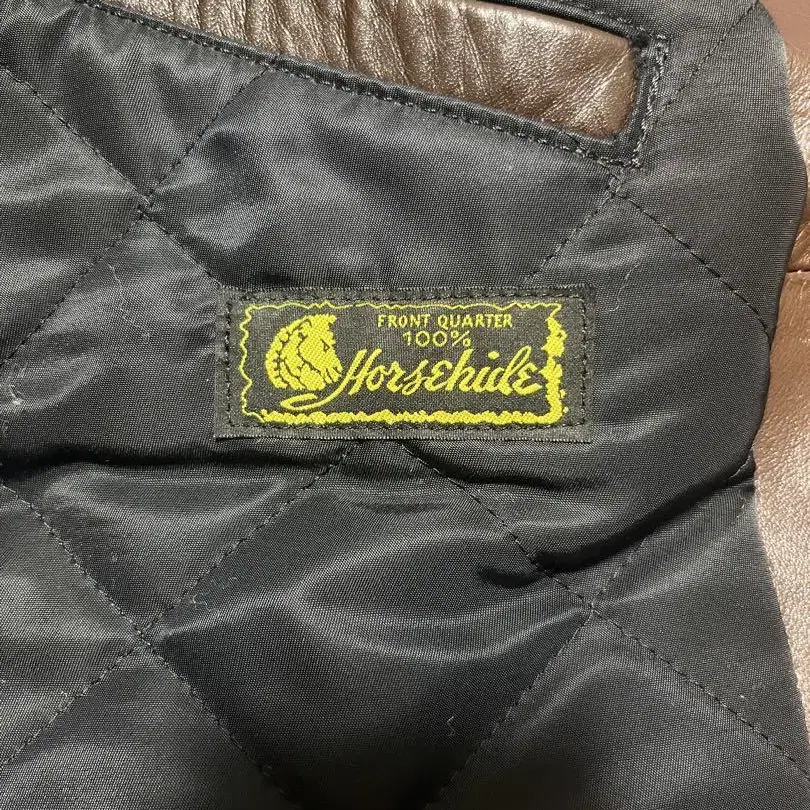 FRONT QUARTER
100%
Horsehide